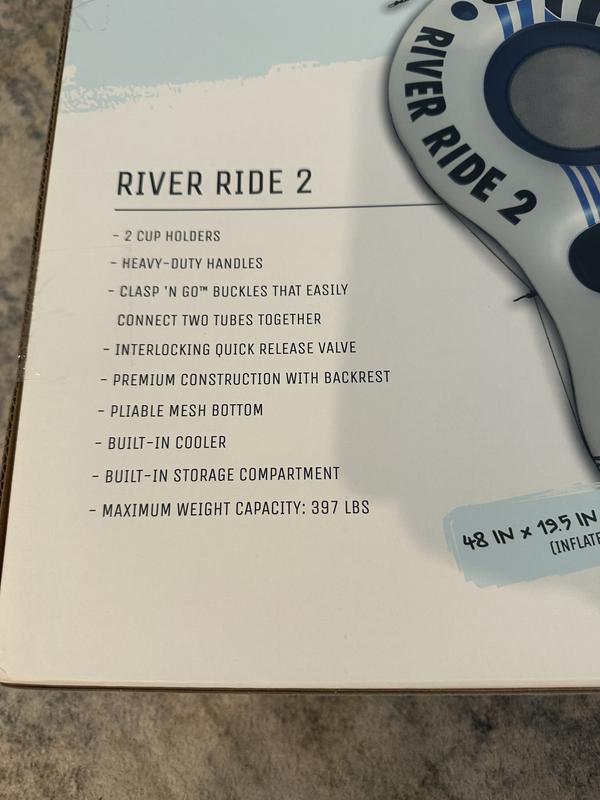 RIVER RIDE 2
RIVER RIDE 2
- 2 CUP HOLDERS
- HEAVY-DUTY HANDLES
- CLASP 'N GO™ BUCKLES THAT EASILY
CONNECT TWO TUBES TOGETHER
- INTERLOCKING QUICK RELEASE VALVE
- PREMIUM CONSTRUCTION WITH BACKREST
- PLIABLE MESH BOTTOM
- BUILT-IN COOLER
- BUILT-IN STORAGE COMPARTMENT
- MAXIMUM WEIGHT CAPACITY: 397 LBS
48 IN x 19.5 IN